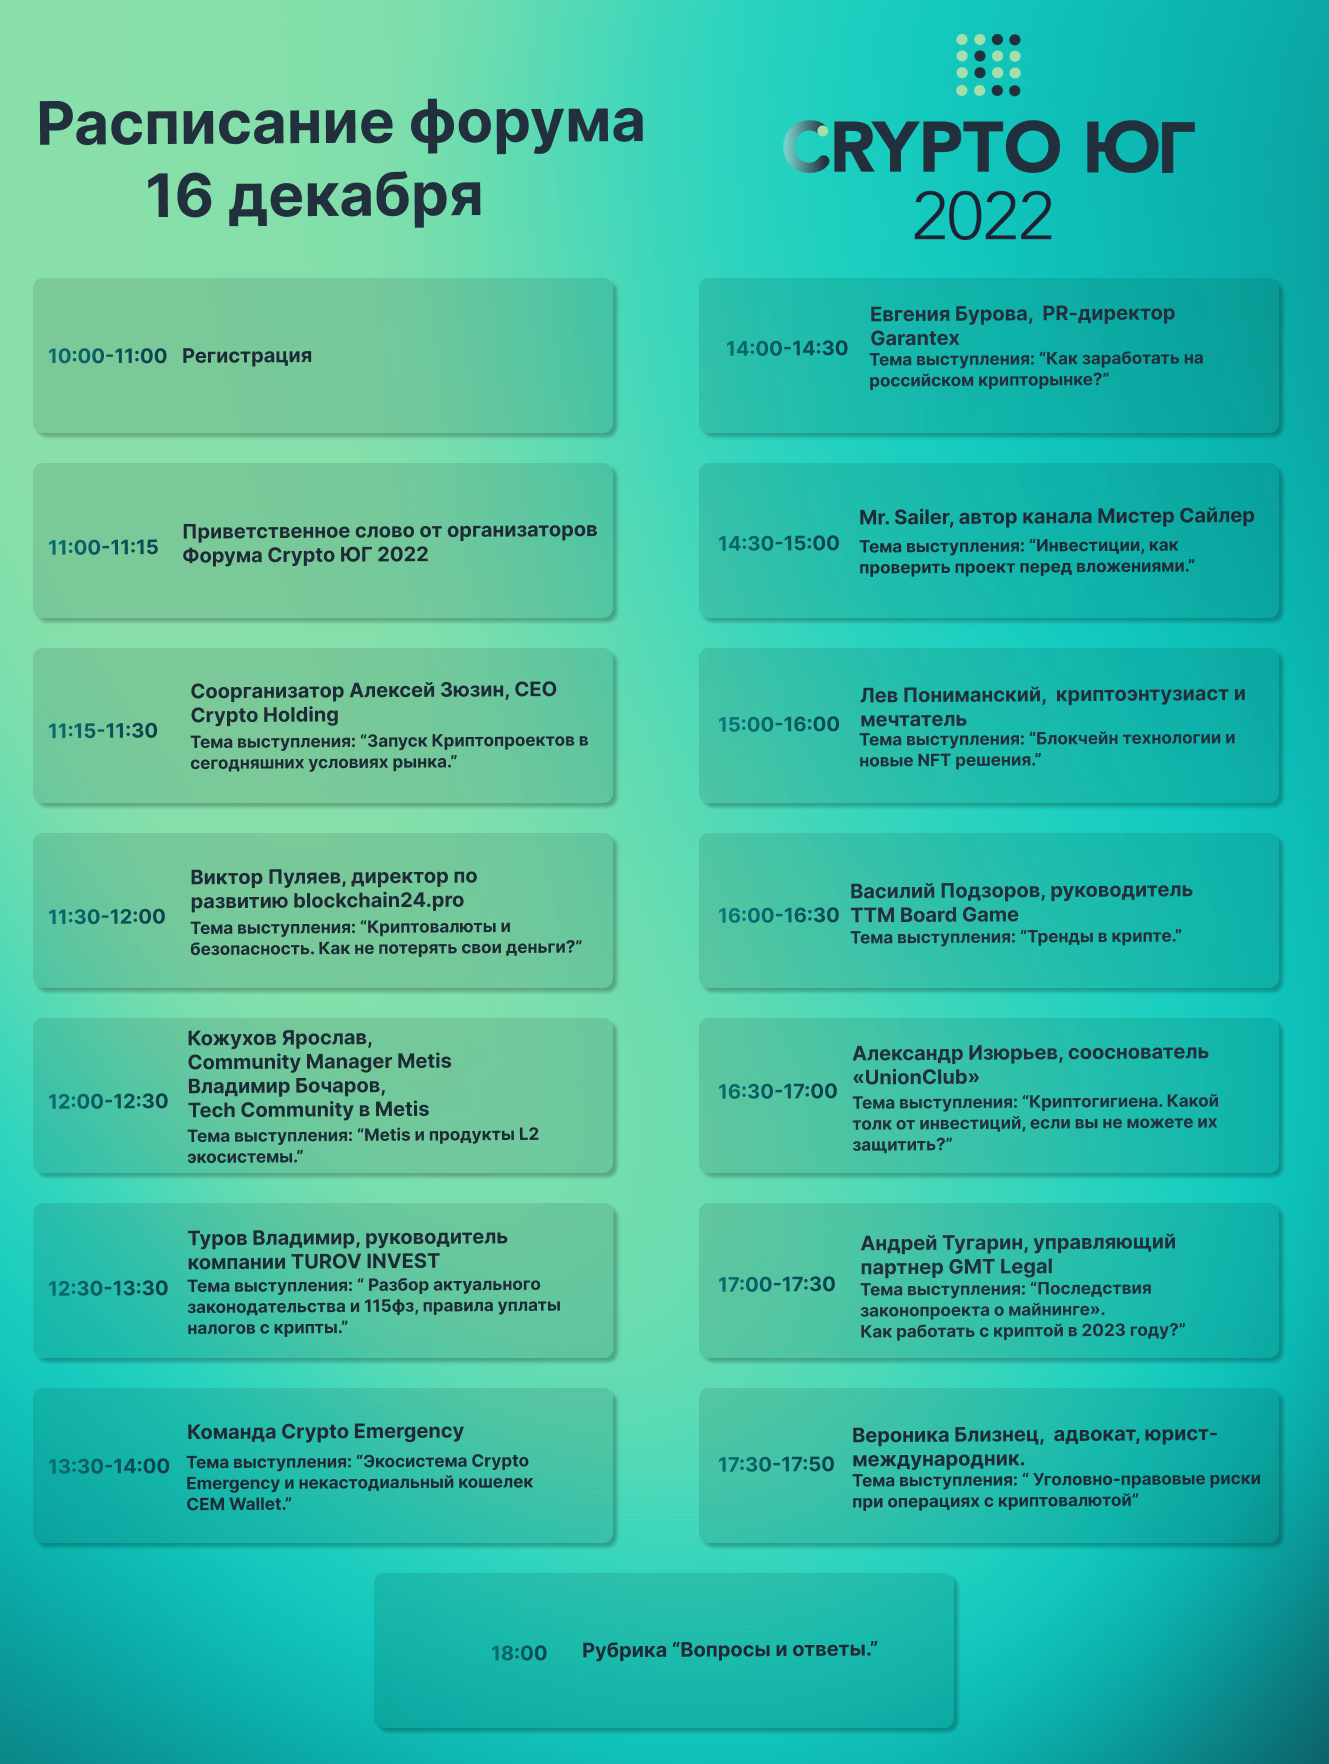 Расписание форума
16 декабря
CRYPTO ЮГ
2022
10:00-11:00 Регистрация
11:00-11:15
Приветственное слово от организаторов
Форума Crypto ЮГ 2022
11:15-11:30
Соорганизатор Алексей Зюзин, CEO
Crypto Holding
Тема выступления: “Запуск Криптопроектов в
сегодняшних условиях рынка.”
11:30-12:00
Виктор Пуляев, директор по
развитию blockchain24.pro
Тема выступления: “Криптовалюты и
безопасность. Как не потерять свои деньги?”
12:00-12:30
Кожухов Ярослав,
Community Manager Metis
Владимир Бочаров,
Tech Community в Metis
Тема выступления: “Metis и продукты L2
экосистемы.”
12:30-13:30
Туров Владимир, руководитель
компании TUROV INVEST
Тема выступления: “ Разбор актуального
законодательства и 115фз, правила уплаты
налогов с крипты.”
13:30-14:00
Команда Crypto Emergency
Тема выступления: “Экосистема Crypto
Emergency и некастодиальный кошелек
CEM Wallet.”
14:00-14:30
Евгения Бурова, PR-директор
Garantex
Тема выступления: “Как заработать на
российском крипторынке?”
14:30-15:00
Mr. Sailer, автор канала Мистер Сайлер
Тема выступления: “Инвестиции, как
проверить проект перед вложениями.”
15:00-16:00
Лев Пониманский, криптоэнтузиаст и
мечтатель
Тема выступления: “Блокчейн технологии и
новые NFT решения.”
16:00-16:30
Василий Подзоров, руководитель
TTM Board Game
Тема выступления: “Тренды в крипте.”
16:30-17:00
Александр Изюрьев, сооснователь
«UnionClub»
Тема выступления: “Криптогигиена. Какой
толк от инвестиций, если вы не можете их
защитить?”
17:00-17:30
Андрей Тугарин, управляющий
партнер GMT Legal
Тема выступления: “Последствия
законопроекта о майнинге».
Как работать с криптой в 2023 году?”
17:30-17:50
Вероника Близнец, адвокат, юрист-
международник.
Тема выступления: “ Уголовно-правовые риски
при операциях с криптовалютой”
18:00 Рубрика “Вопросы и ответы.”